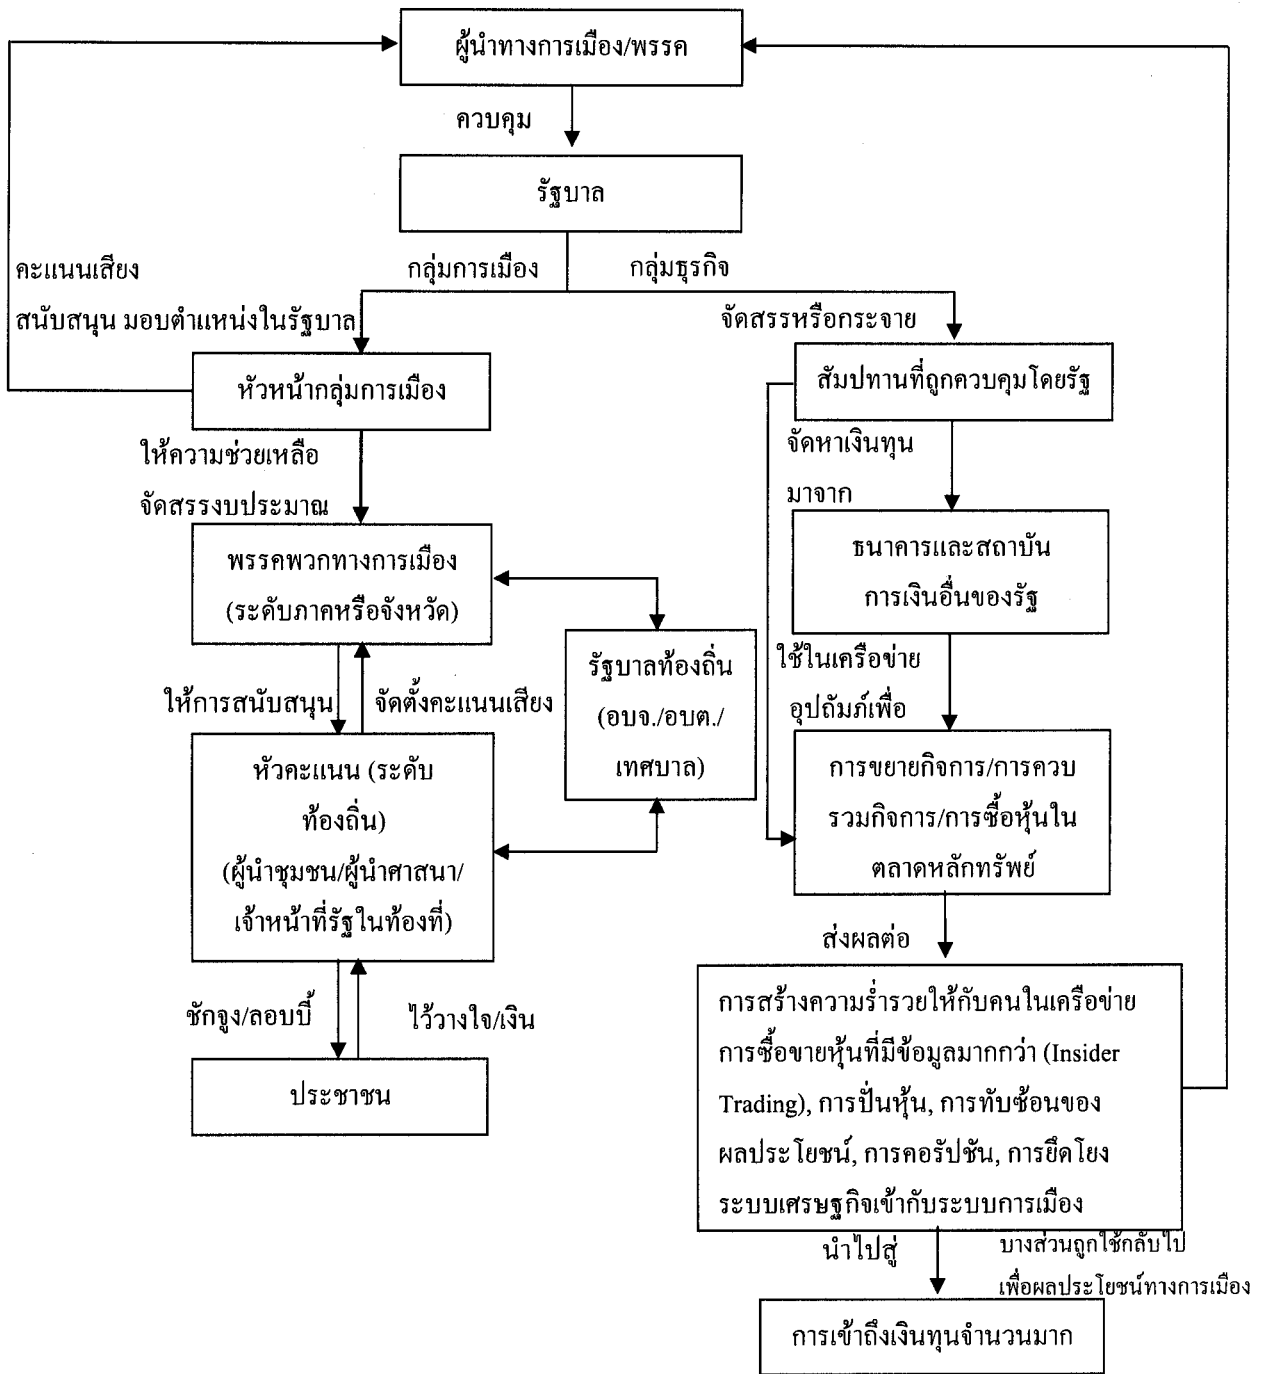 ผู้นำทางการเมือง/พรรค
ควบคุม
รัฐบาล
กลุ่มการเมือง
กลุ่มธุรกิจ
คะแนนเสียง
สนับสนุน มอบตำแหน่งในรัฐบาล
จัดสรรหรือกระจาย
หัวหน้ากลุ่มการเมือง
สัมปทานที่ถูกควบคุมโดยรัฐ
ให้ความช่วยเหลือ
จัดสรรงบประมาณ
จัดหาเงินทุน
มาจาก
พรรคพวกทางการเมือง
(ระดับภาคหรือจังหวัด)
ธนาคารและสถาบัน
การเงินอื่นของรัฐ
รัฐบาลท้องถิ่น
(อบจ./อบต./
เทศบาล)
ใช้ในเครือข่าย
อุปถัมภ์เพื่อ
ให้การสนับสนุน
จัดตั้งคะแนนเสียง
หัวคะแนน (ระดับ
ท้องถิ่น)
(ผู้นำชุมชน/ผู้นำศาสนา/
เจ้าหน้าที่รัฐในท้องที่)
การขยายกิจการ/การควบ
รวมกิจการ/การซื้อหุ้นใน
ตลาดหลักทรัพย์
ส่งผลต่อ
ชักจูง/ลอบบี้
ไว้วางใจ/เงิน
ประชาชน
การสร้างความร่ำรวยให้กับคนในเครือข่าย
การซื้อขายหุ้นที่มีข้อมูลมากกว่า (Insider
Trading), การปั่นหุ้น, การทับซ้อนของ
ผลประโยชน์, การคอรัปชัน, การยึดโยง
ระบบเศรษฐกิจเข้ากับระบบการเมือง
นำไปสู่
บางส่วนถูกใช้กลับไป
เพื่อผลประโยชน์ทางการเมือง
การเข้าถึงเงินทุนจำนวนมาก